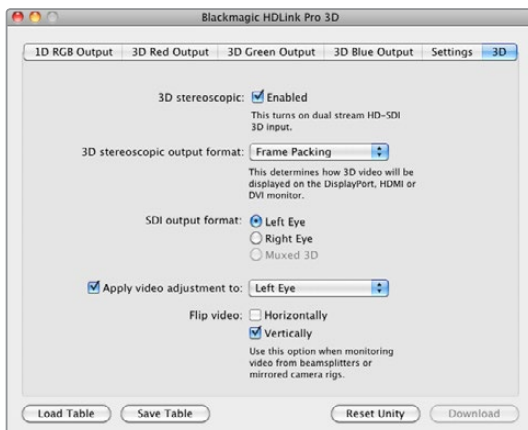 Blackmagic HDLink Pro 3D
1D RGB Output 3D Red Output 3D Green Output 3D Blue Output Settings 3D
3D stereoscopic: Enabled
This turns on dual stream HD-SDI
3D input.
3D stereoscopic output format: Frame Packing
This determines how 3D video will be
displayed on the DisplayPort, HDMI or
DVI monitor.
SDI output format: Left Eye
Right Eye
Muxed 3D
Apply video adjustment to: Left Eye
Flip video: Horizontally
Vertically
Use this option when monitoring
video from beamsplitters or
mirrored camera rigs.
Load Table Save Table Reset Unity Download